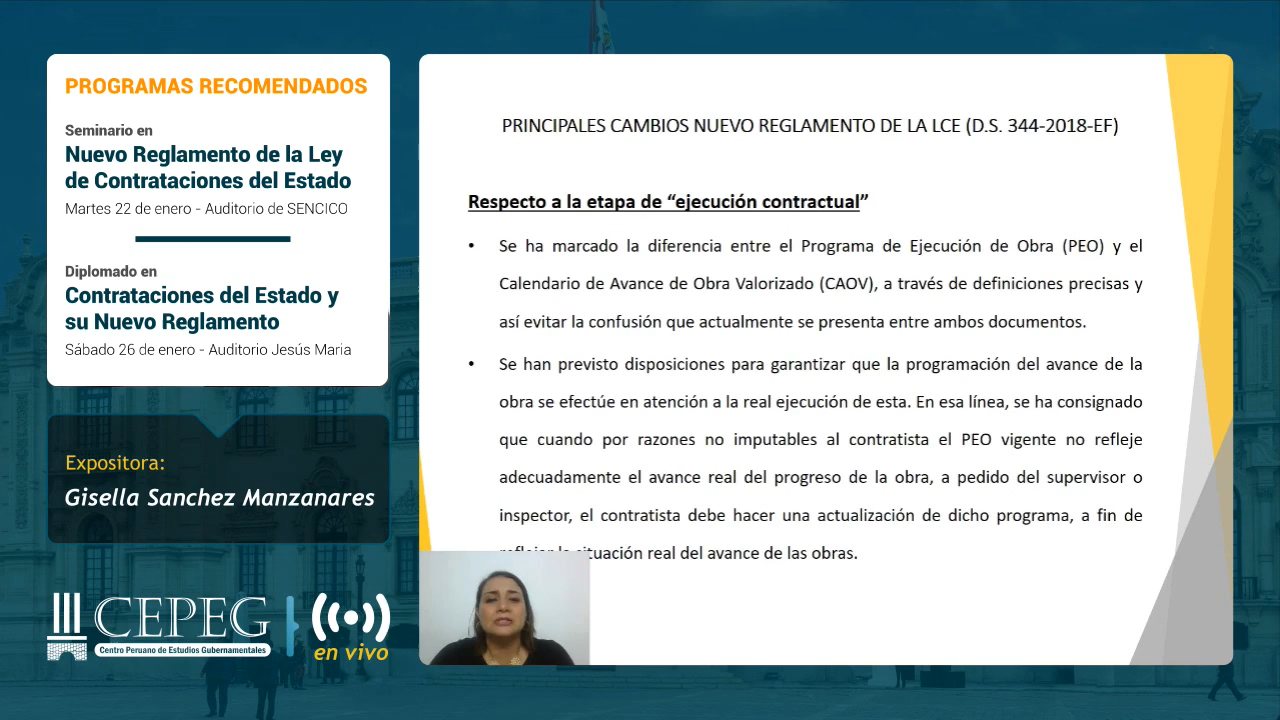 PROGRAMAS RECOMENDADOS
Seminario en
Nuevo Reglamento de la Ley
de Contrataciones del Estado
Martes 22 de enero - Auditorio de SENCICO
Diplomado en
Contrataciones del Estado y
su Nuevo Reglamento
Sábado 26 de enero - Auditorio Jesús Maria
Expositora:
Gisella Sanchez Manzanares
CEPEG
Centro Peruano de Estudios Gubernamentales
en vivo
PRINCIPALES CAMBIOS NUEVO REGLAMENTO DE LA LCE (D.S. 344-2018-EF)
Respecto a la etapa de “ejecución contractual”
• Se ha marcado la diferencia entre el Programa de Ejecución de Obra (PEO) y el
Calendario de Avance de Obra Valorizado (CAOV), a través de definiciones precisas y
así evitar la confusión que actualmente se presenta entre ambos documentos.
• Se han previsto disposiciones para garantizar que la programación del avance de la
obra se efectúe en atención a la real ejecución de esta. En esa línea, se ha consignado
que cuando por razones no imputables al contratista el PEO vigente no refleje
adecuadamente el avance real del progreso de la obra, a pedido del supervisor o
inspector, el contratista debe hacer una actualización de dicho programa, a fin de
real del avance de las obras.